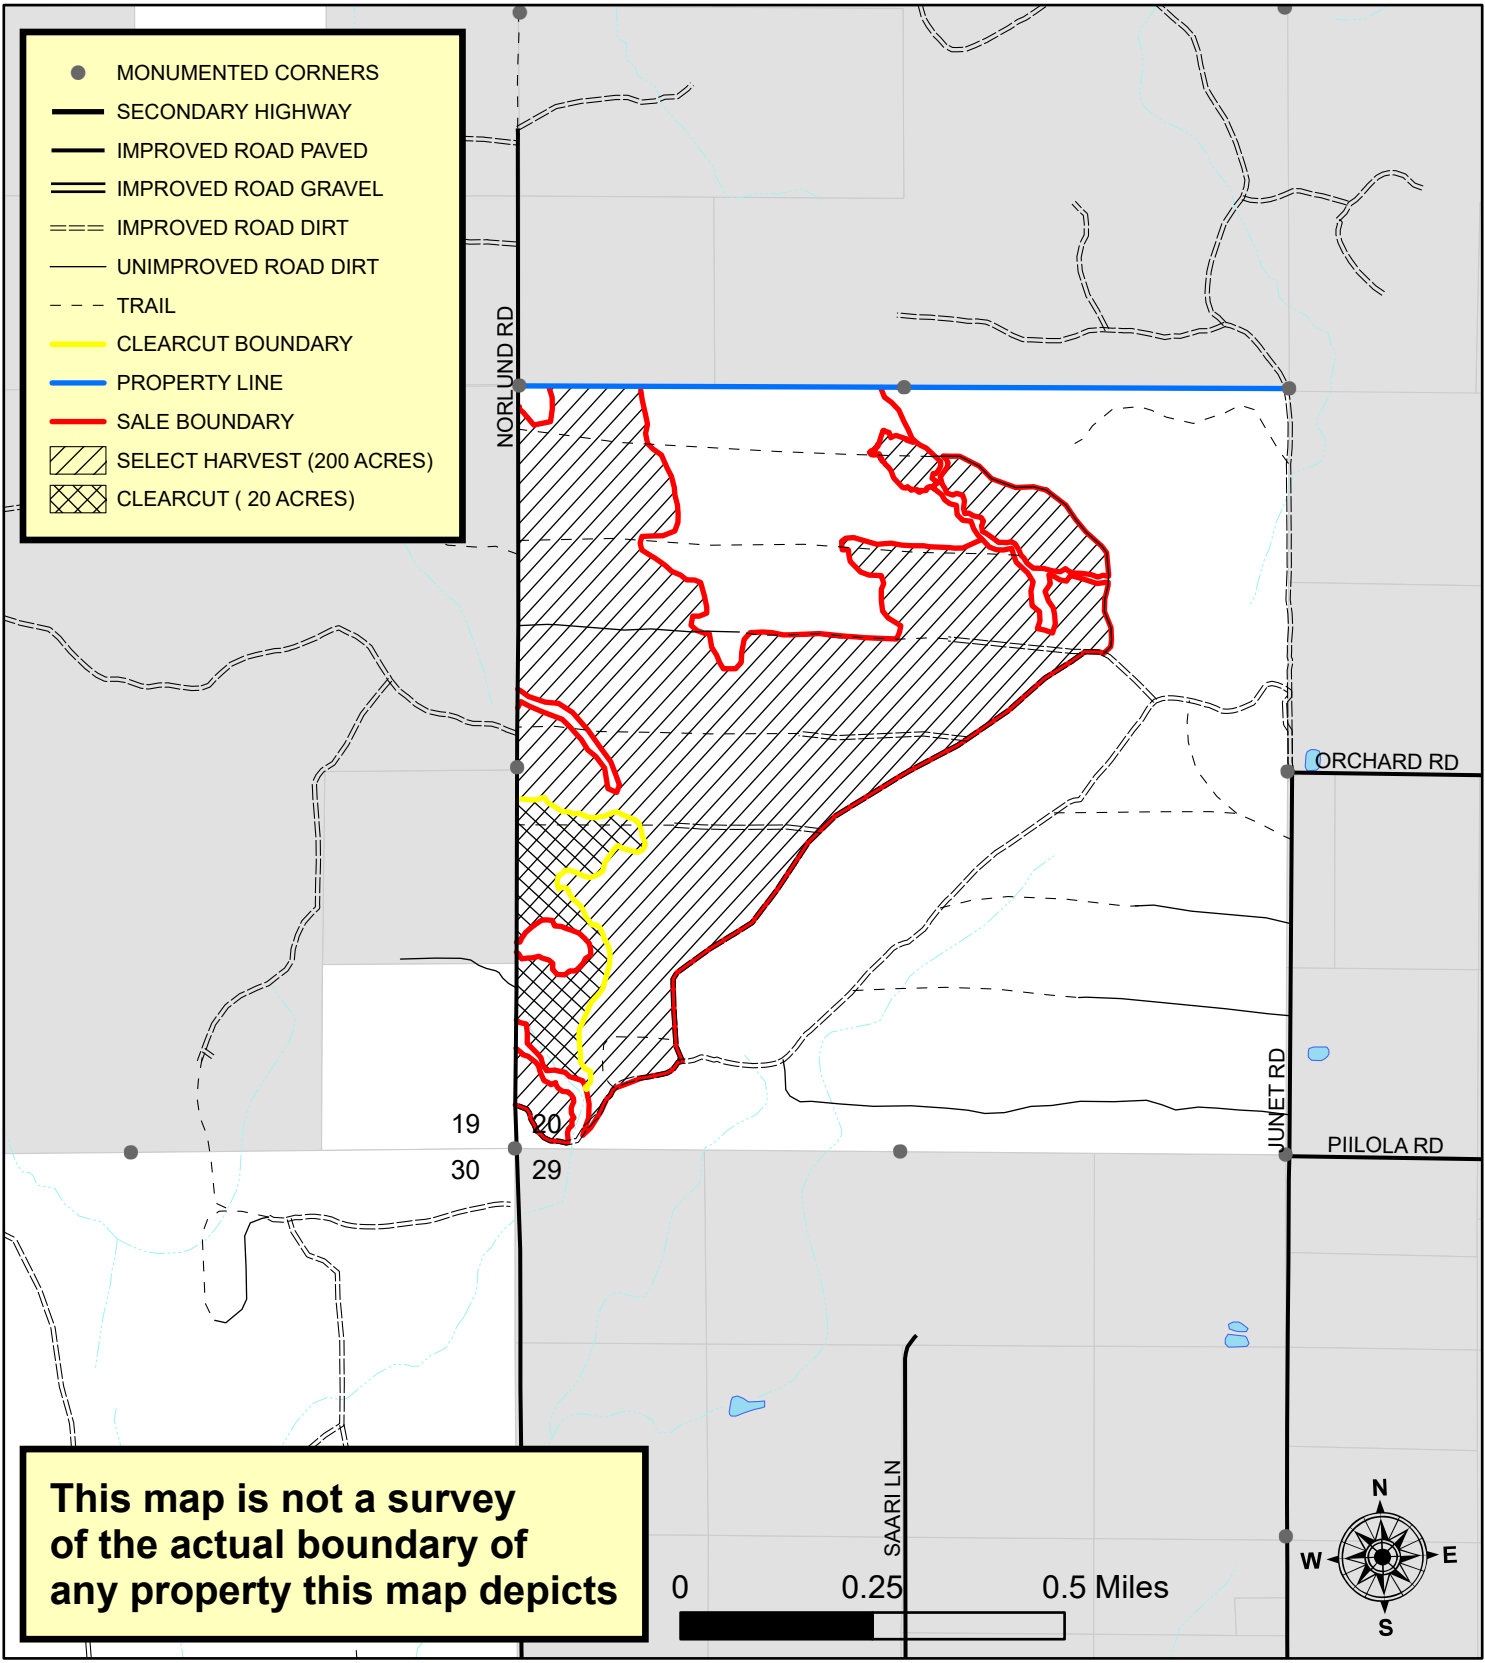 MONUMENTED CORNERS
SECONDARY HIGHWAY
IMPROVED ROAD PAVED
IMPROVED ROAD GRAVEL
IMPROVED ROAD DIRT
UNIMPROVED ROAD DIRT
TRAIL
CLEARCUT BOUNDARY
PROPERTY LINE
SALE BOUNDARY
SELECT HARVEST (200 ACRES)
CLEARCUT ( 20 ACRES)
NORLUND RD
ORCHARD RD
JUNET RD
19 20
30 29
PIILOLA RD
SAARI LN
This map is not a survey
of the actual boundary of
any property this map depicts
0 0.25 0.5 Miles
N
W E
S